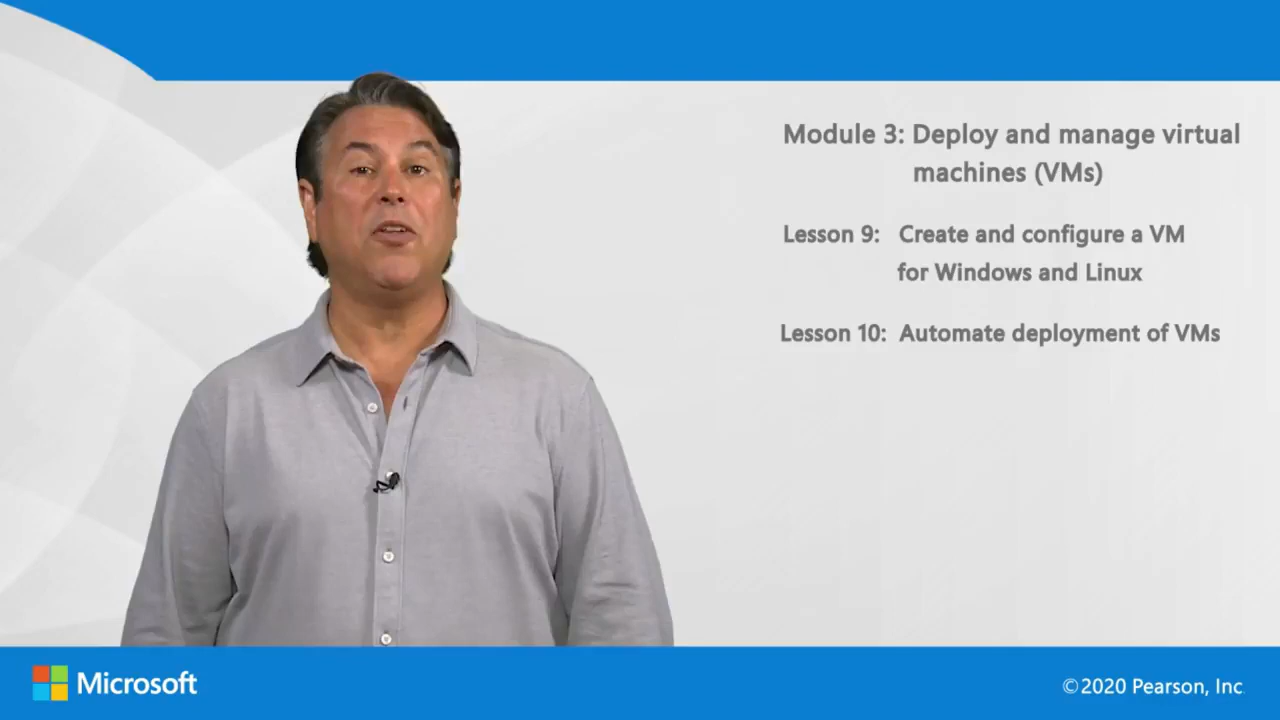 Module 3: Deploy and manage virtual
machines (VMs)
Lesson 9: Create and configure a VM
for Windows and Linux
Lesson 10: Automate deployment of VMs
Microsoft
©2020 Pearson, Inc